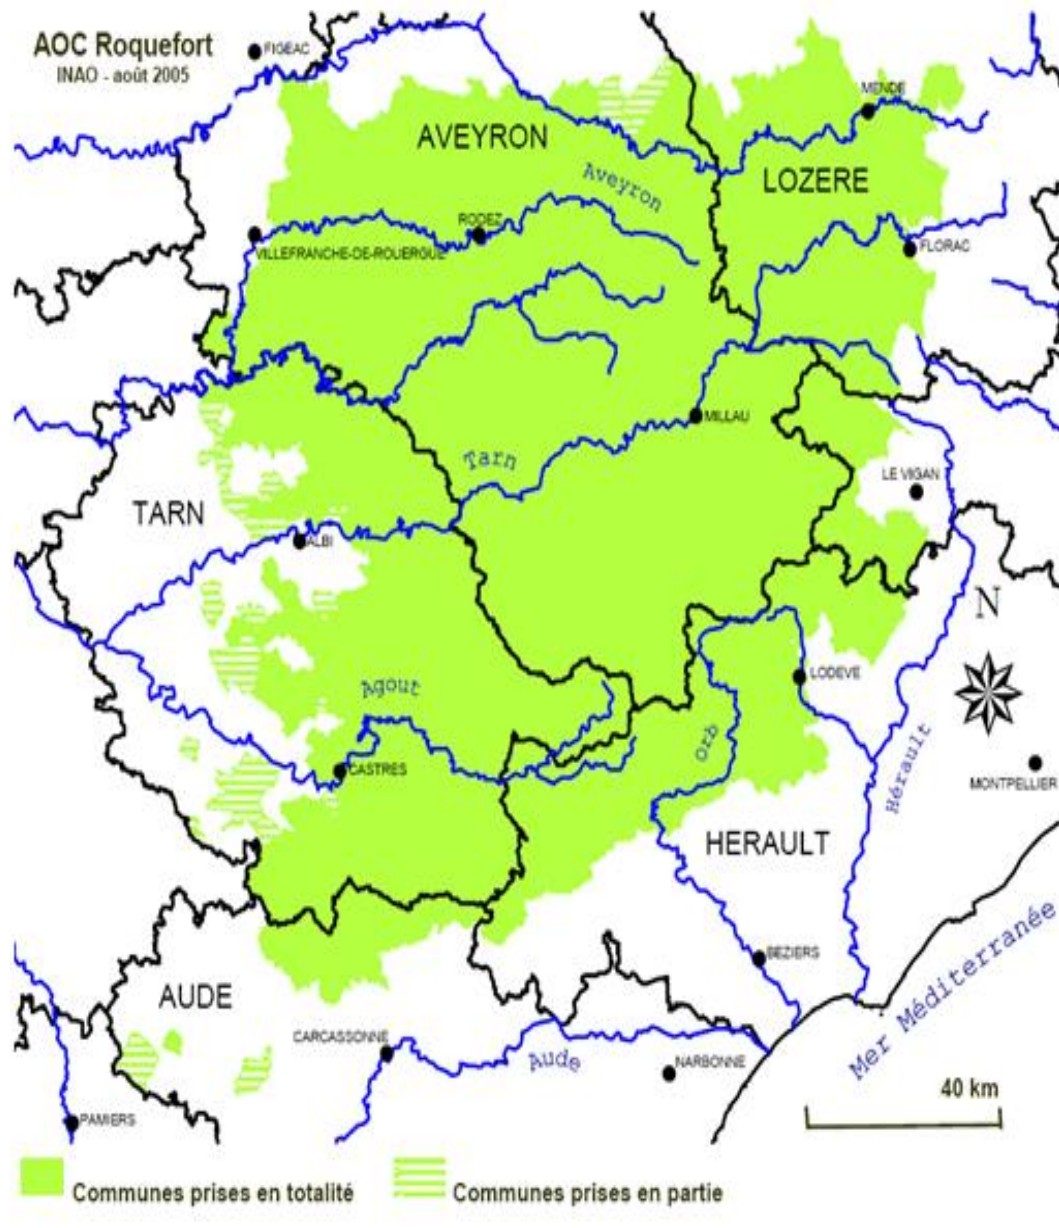 AOC Roquefort
INAO - août 2005
FIGEAC
MENDE
AVEYRON
LOZERE
Aveyron
RODEZ
VILLEFRANCHE-DE-ROUERGUE
FLORAC
MILLAU
Tarn
LE VIGAN
TARN
ALBI
N
Agout
LODEVE
Orb
Hérault
CASTRES
MONTPELLIER
HERAULT
BEZIERS
AUDE
Mer Méditerranée
CARCASSONNE
Aude
NARBONNE
40 km
PAMIERS
Communes prises en totalité
Communes prises en partie